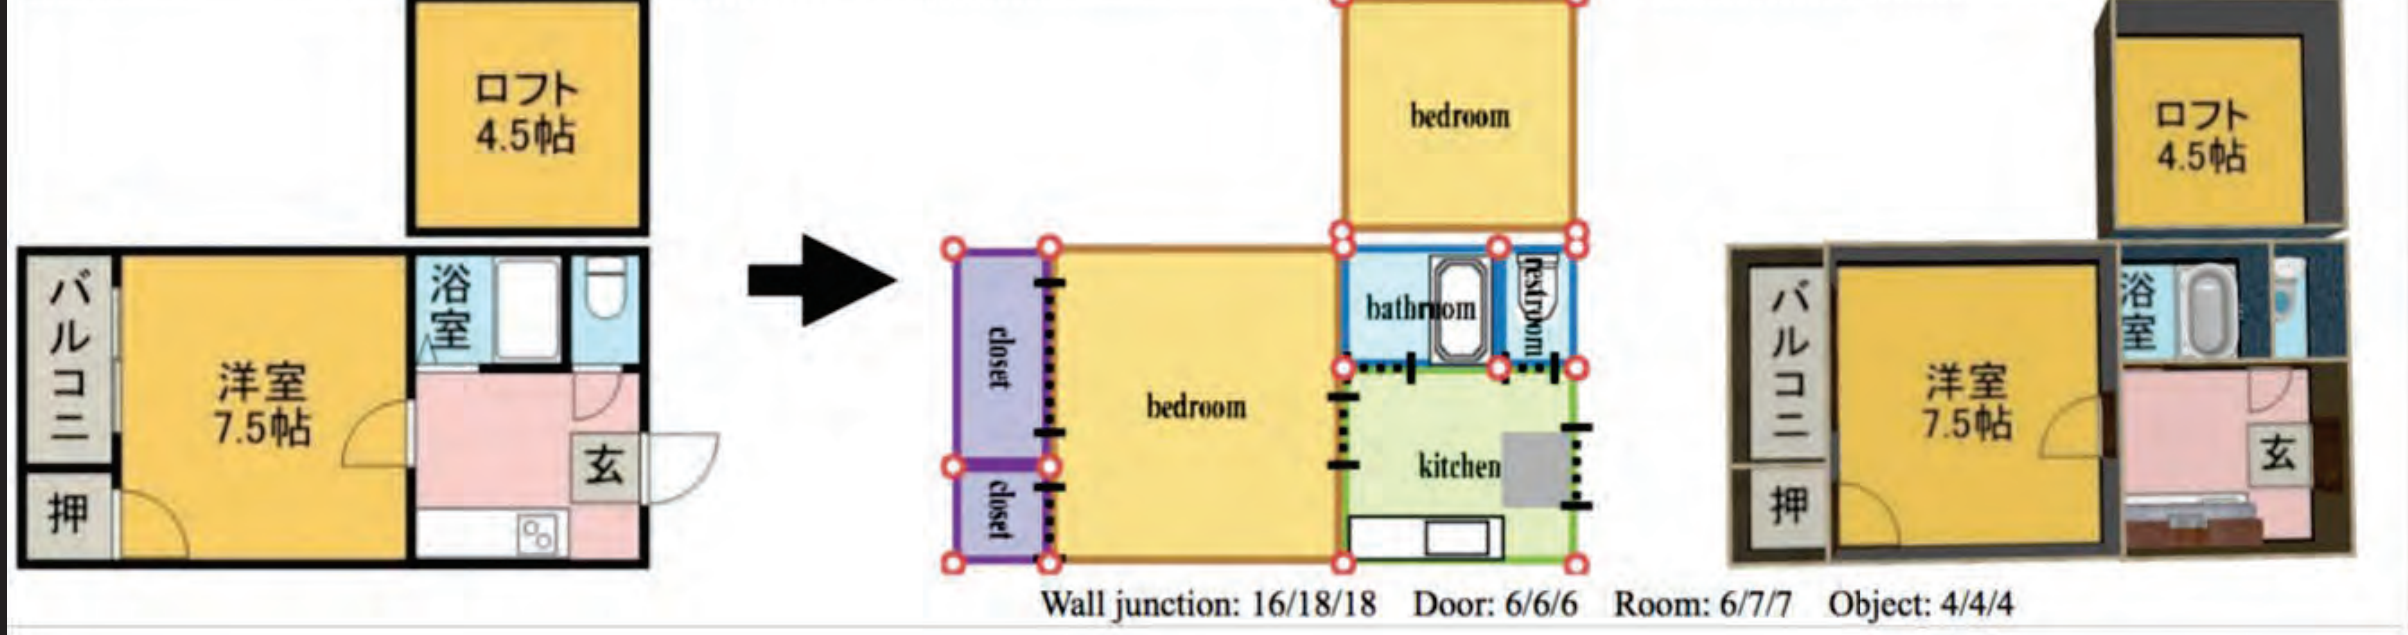 ロフト
4.5帖
バルコニ
洋室
7.5帖
浴室
押
玄
bedroom
closet
closet
bedroom
bathroom
restroom
kitchen
ロフト
4.5帖
バルコニ
洋室
7.5帖
浴室
押
玄
Wall junction: 16/18/18 Door: 6/6/6 Room: 6/7/7 Object: 4/4/4